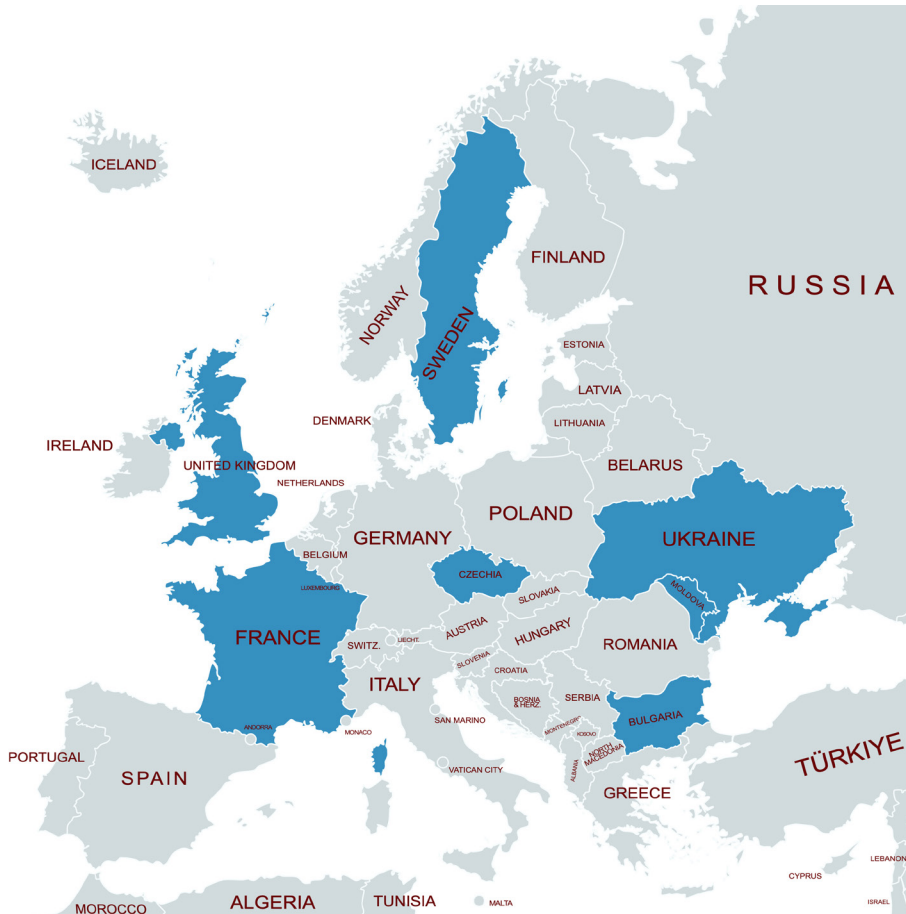 ICELAND
RUSSIA
FINLAND
NORWAY
SWEDEN
ESTONIA
LATVIA
DENMARK
LITHUANIA
IRELAND
UNITED KINGDOM
BELARUS
NETHERLANDS
POLAND
GERMANY
UKRAINE
BELGIUM
CZECHIA
LUXEMBOURG
SLOVAKIA
MOLDOVA
AUSTRIA
HUNGARY
FRANCE
SWITZ.
LIECHT.
ROMANIA
SLOVENIA
CROATIA
ITALY
BOSNIA
& HERZ.
SERBIA
SAN MARINO
BULGARIA
ANDORRA
MONACO
MONTENEGRO
KOSOVO
NORTH
MACEDONIA
PORTUGAL
SPAIN
VATICAN CITY
ALBANIA
TÜRKIYE
GREECE
LEBANON
CYPRUS
MOROCCO
ALGERIA
TUNISIA
MALTA
ISRAEL